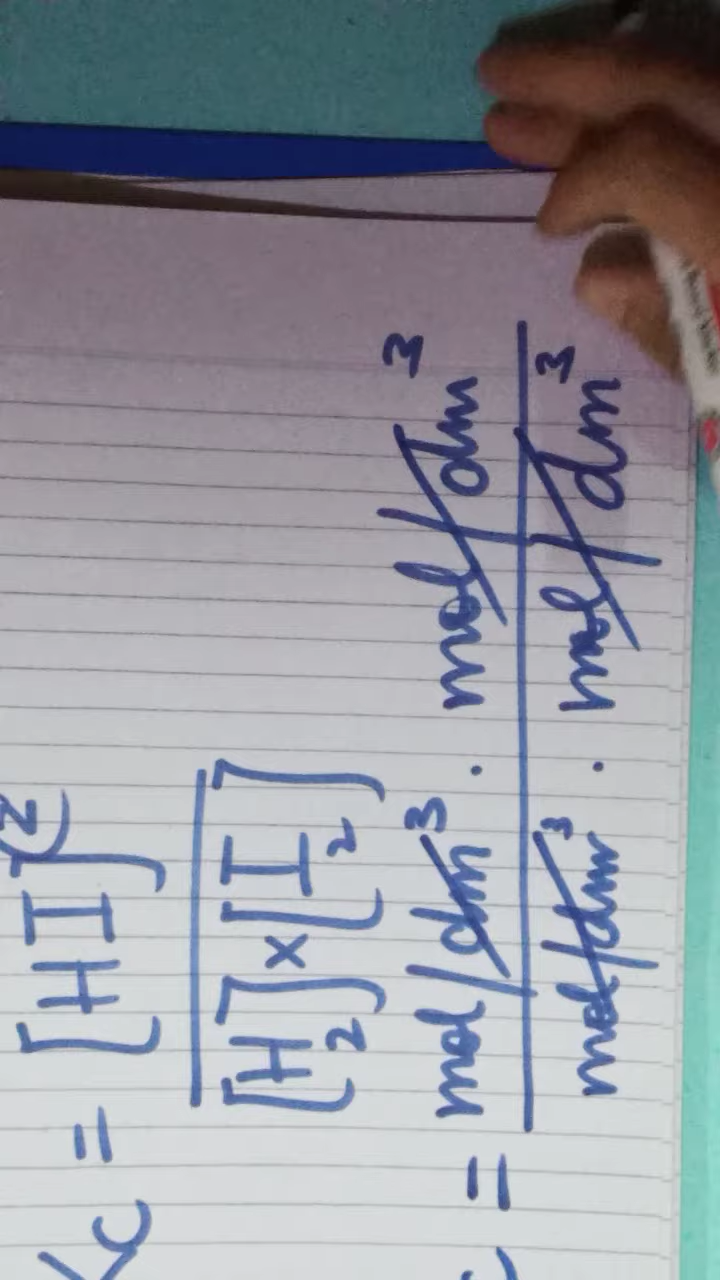 Kc = [HI]²
[H₂]×[I₂]
= mol/dm³ . mol/dm³
mol/dm³ . mol/dm³